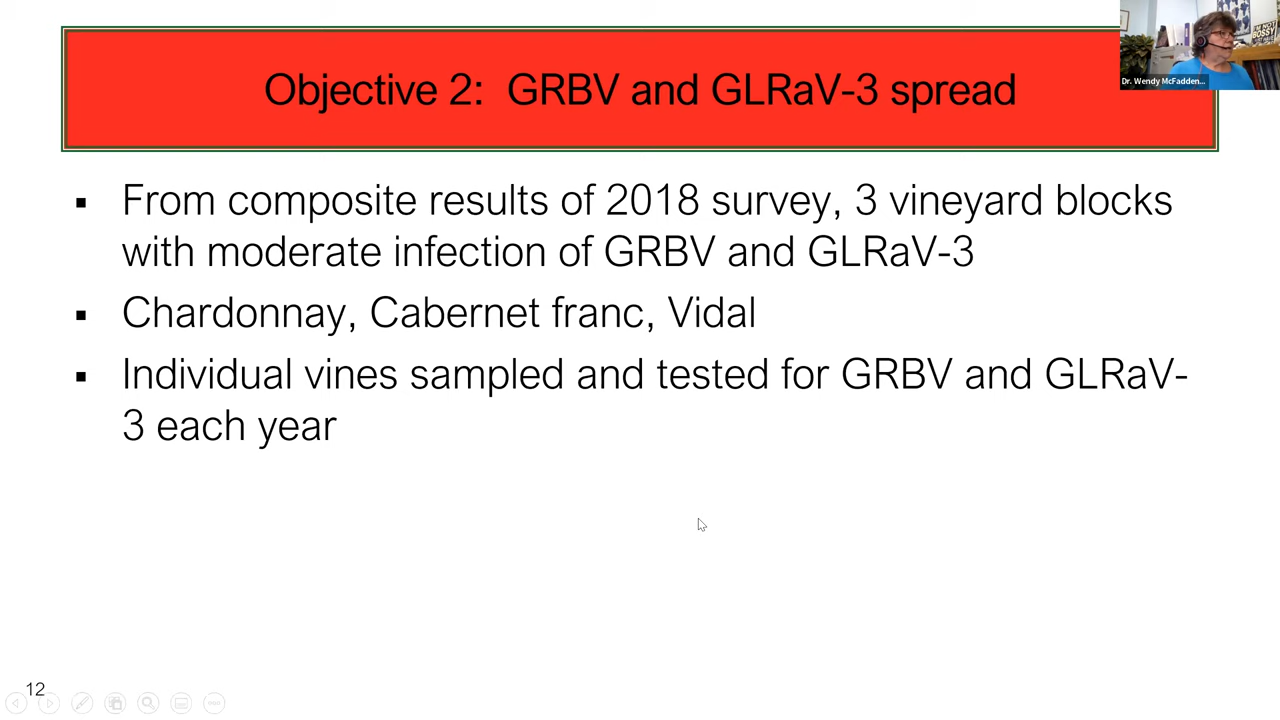 Objective 2: GRBV and GLRaV-3 spread
I'M NOT
BOSSY
Dr. Wendy McFadden...
▪ From composite results of 2018 survey, 3 vineyard blocks
with moderate infection of GRBV and GLRaV-3
▪ Chardonnay, Cabernet franc, Vidal
▪ Individual vines sampled and tested for GRBV and GLRaV-
3 each year
12